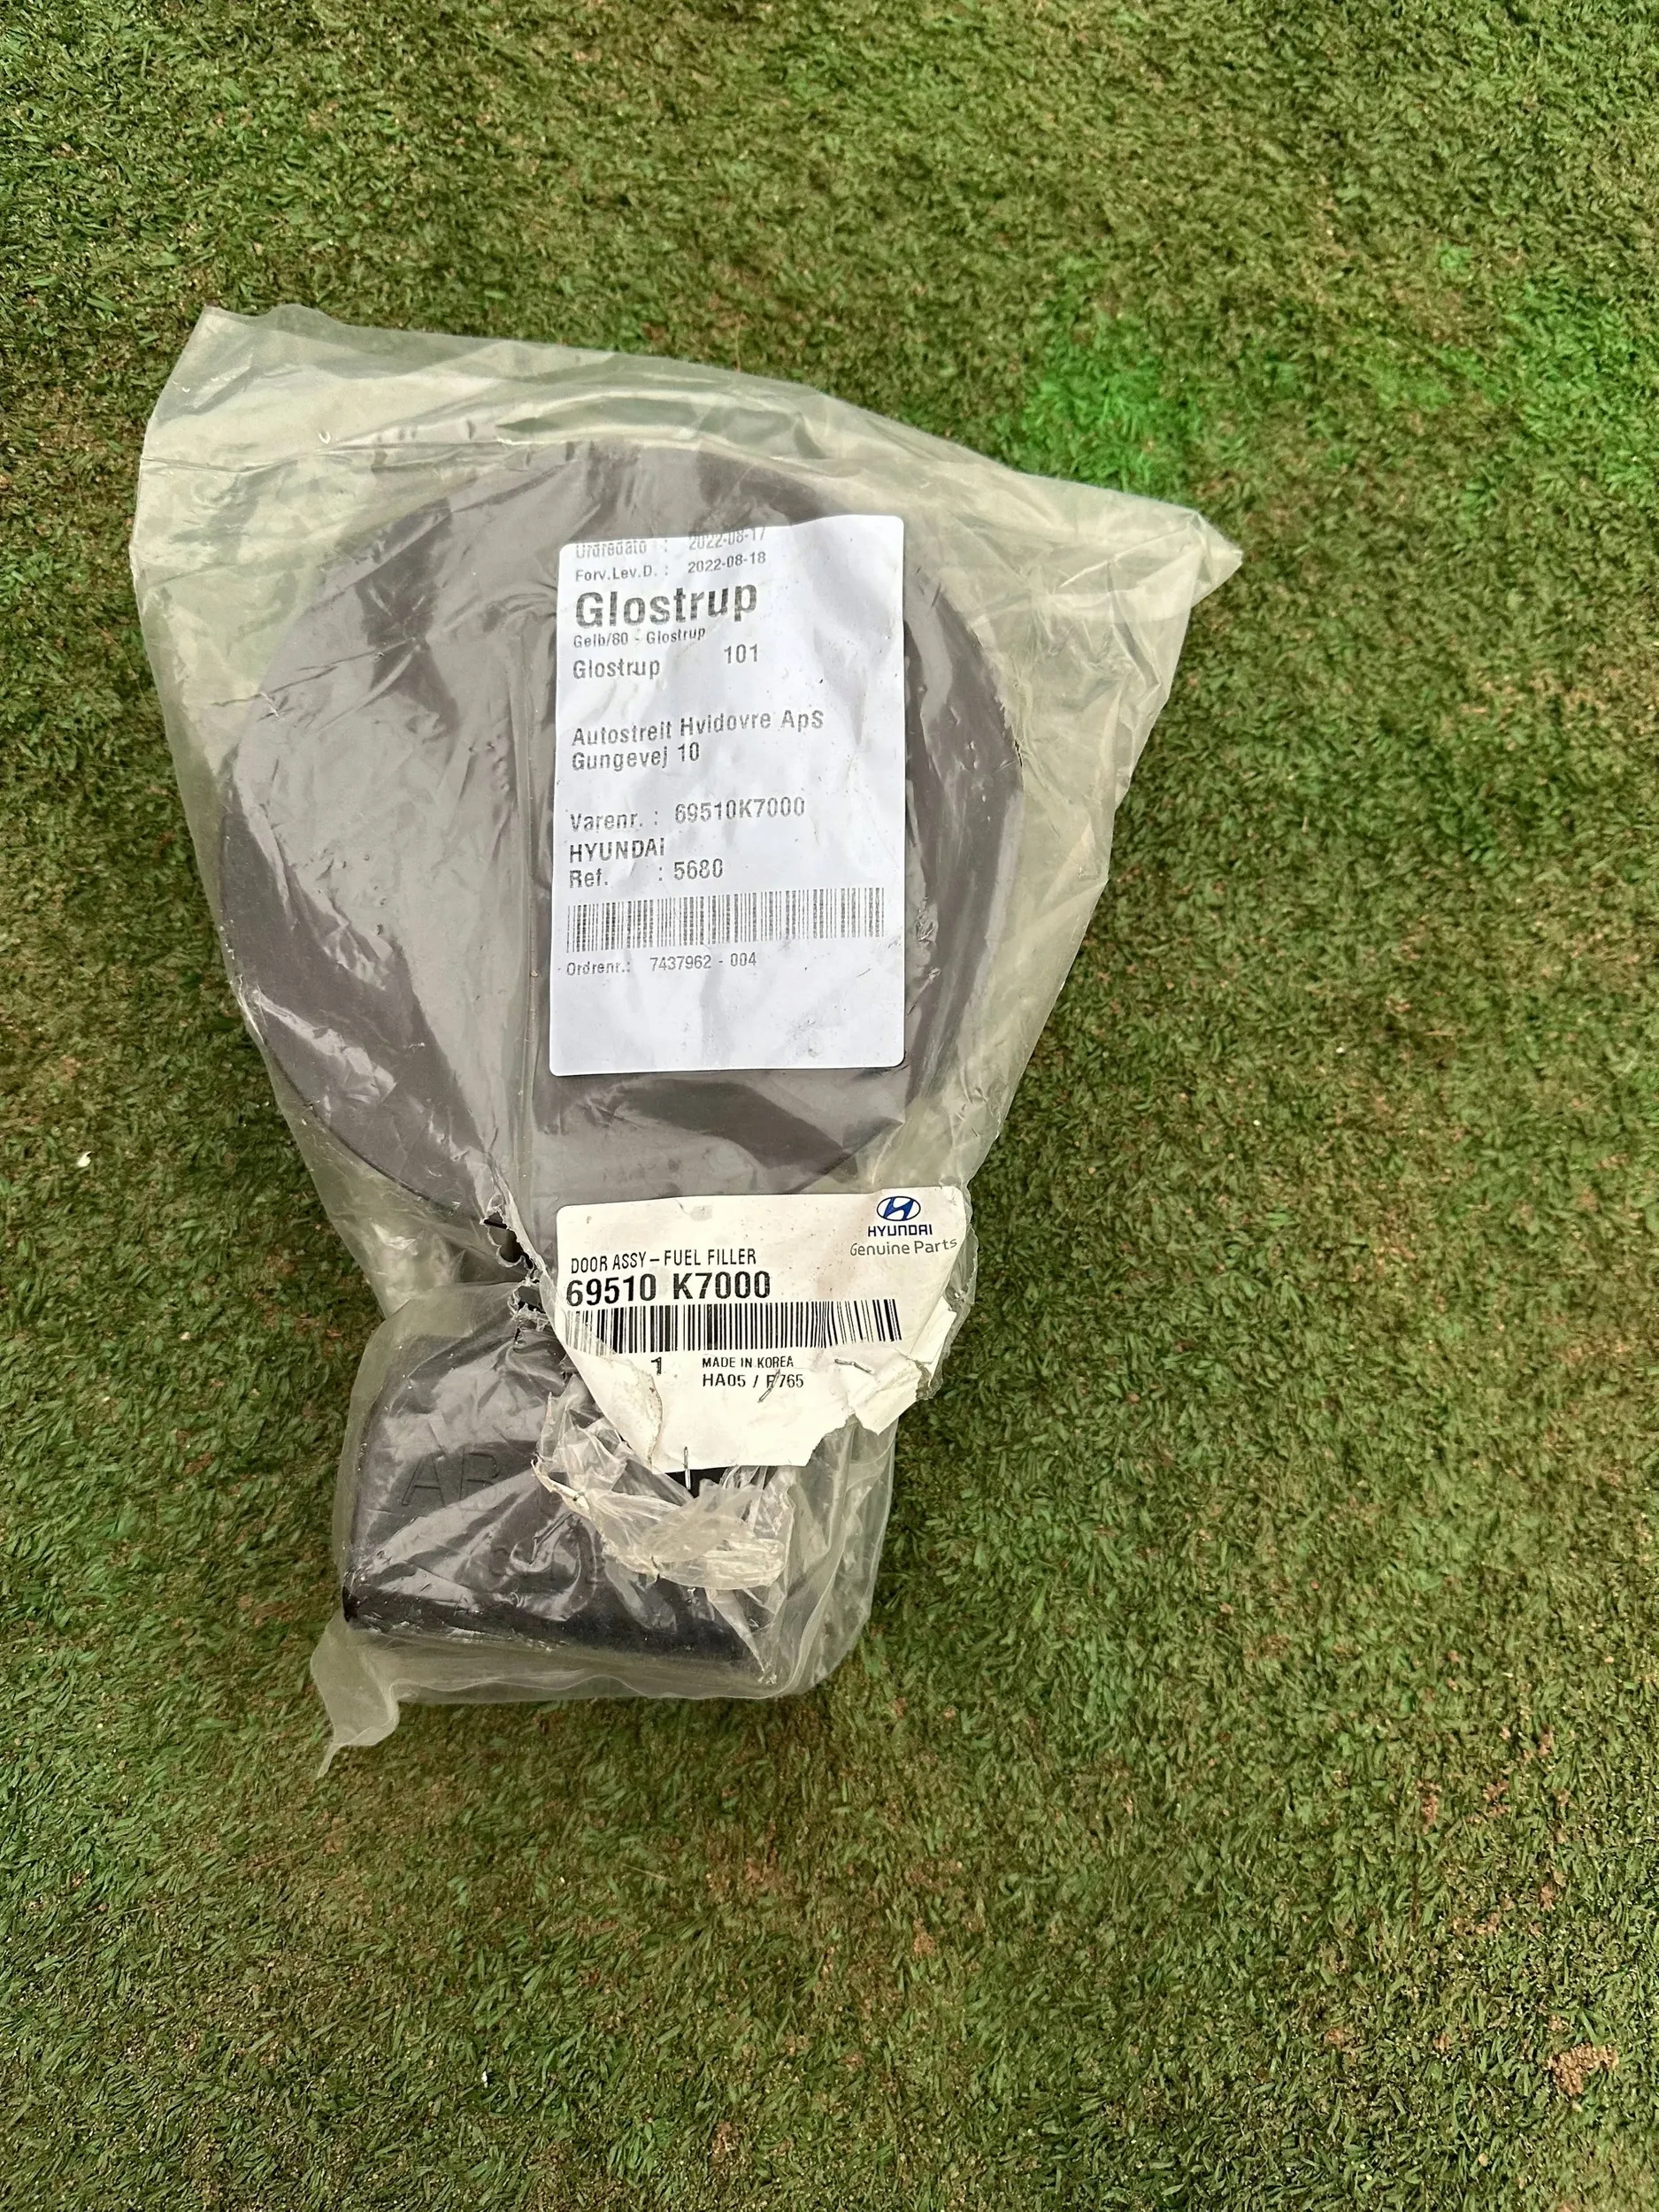 Ordredato : 2022-08-17
Forv.Lev.D. : 2022-08-18
Glostrup
Gelb/80 - Glostrup
Glostrup 101
Autostreit Hvidovre ApS
Gungevej 10
Varenr. : 69510K7000
HYUNDAI
Ref. : 5680
Ordrenr.: 7437962 - 004
HYUNDAI
Genuine Parts
DOOR ASSY – FUEL FILLER
69510 K7000
1 MADE IN KOREA
HA05 / P765